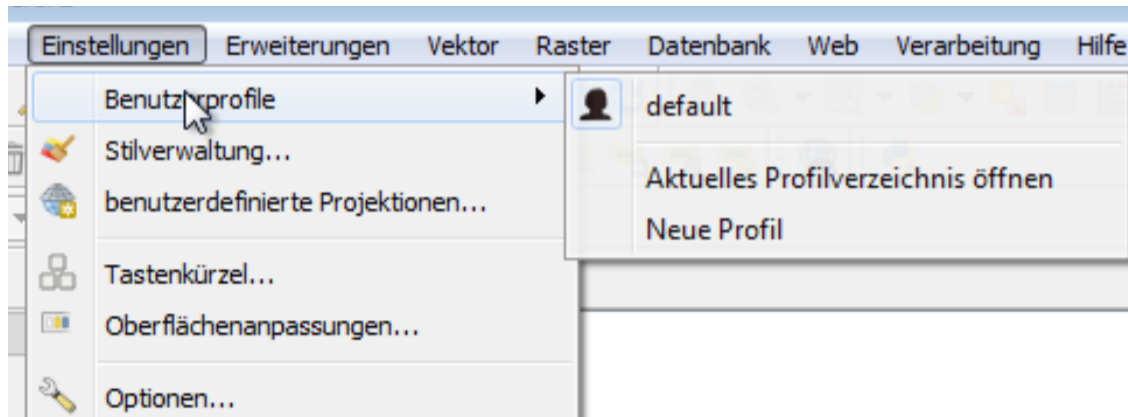 Einstellungen Erweiterungen Vektor Raster Datenbank Web Verarbeitung Hilfe
Benutzerprofile
Stilverwaltung...
benutzerdefinierte Projektionen...
Tastenkürzel...
Oberflächenanpassungen...
Optionen...
default
Aktuelles Profilverzeichnis öffnen
Neue Profil